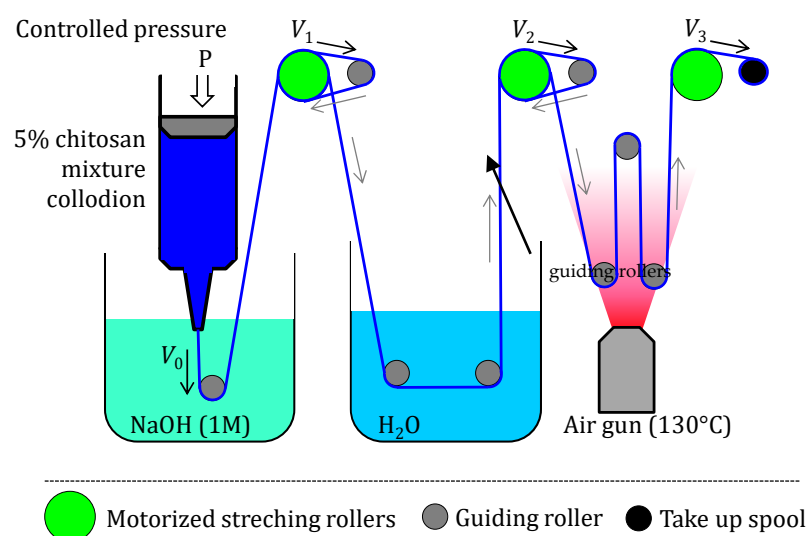 Controlled pressure
P
5% chitosan
mixture
collodion
V1
V2
V3
V0
guiding rollers
NaOH (1M)
H2O
Air gun (130°C)
Motorized streching rollers
Guiding roller
Take up spool